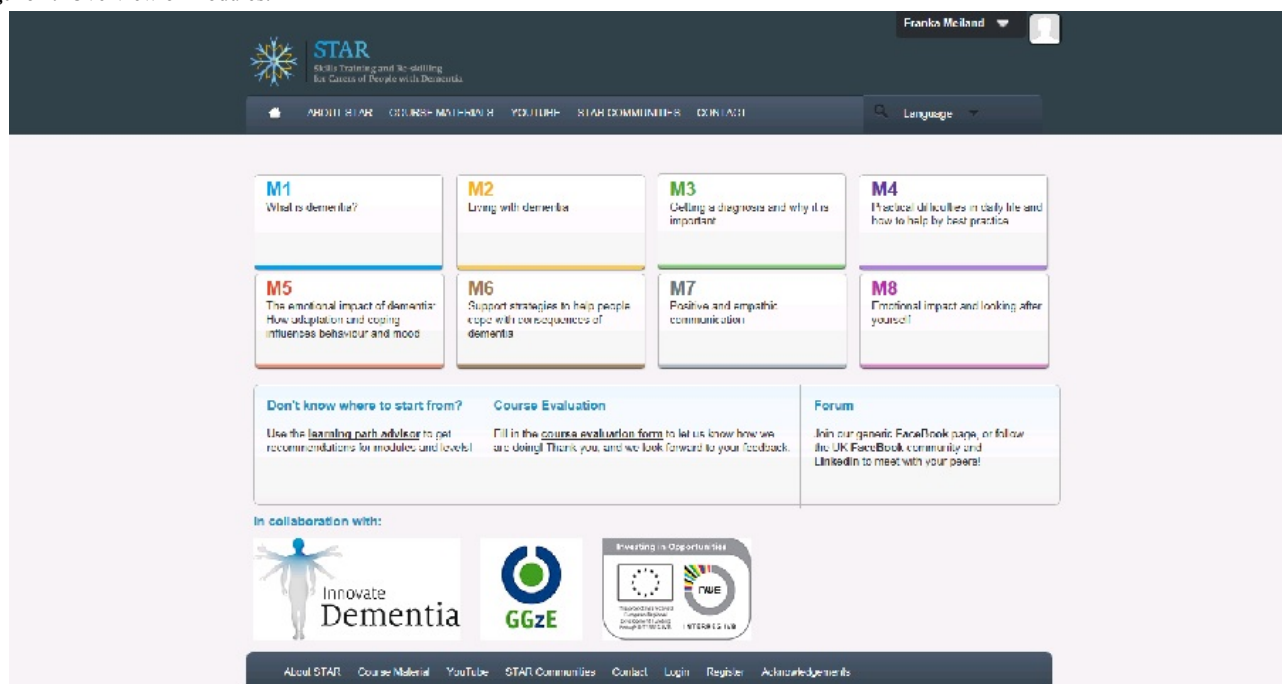 Franka Meiland
STAR
Skills Training and Re-skilling
for Carers of People with Dementia
ABOUT STAR COURSE MATERIALS YOUTUBE STAR COMMUNITIES CONTACT Language
M1
What is dementia?
M2
Living with dementia
M3
Getting a diagnosis and why it is
important
M4
Practical difficulties in daily life and
how to help by best practice
M5
The emotional impact of dementia:
How adaptation and coping
influences behaviour and mood
M6
Support strategies to help people
cope with consequences of
dementia
M7
Positive and empathic
communication
M8
Emotional impact and looking after
yourself
Don't know where to start from?
Use the learning path advisor to get
recommendations for modules and levels!
Course Evaluation
Fill in the course evaluation form to let us know how we
are doing! Thank you, and we look forward to your feedback.
Forum
Join our generic FaceBook page, or follow
the UK FaceBook community and
LinkedIn to meet with your peers!
In collaboration with:
Innovate
Dementia
GGzE
Investing in Opportunities
NWE
INTERREG IVB
About STAR Course Material YouTube STAR Communities Contact Login Register Acknowledgements